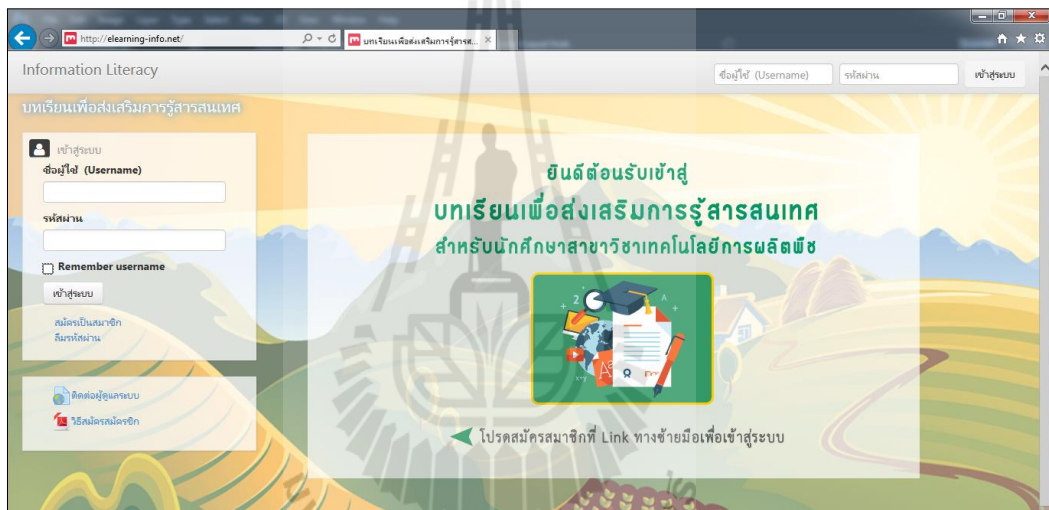 http://elearning-info.net/
บทเรียนเพื่อส่งเสริมการรู้สารส...
Information Literacy
ชื่อผู้ใช้ (Username)
รหัสผ่าน
เข้าสู่ระบบ
บทเรียนเพื่อส่งเสริมการรู้สารสนเทศ
เข้าสู่ระบบ
ชื่อผู้ใช้ (Username)
รหัสผ่าน
Remember username
เข้าสู่ระบบ
สมัครเป็นสมาชิก
ลืมรหัสผ่าน
ติดต่อผู้ดูแลระบบ
วิธีสมัครสมัครชิก
ยินดีต้อนรับเข้าสู่
บทเรียนเพื่อส่งเสริมการรู้สารสนเทศ
สำหรับนักศึกษาสาขาวิชาเทคโนโลยีการผลิตพืช
โปรดสมัครสมาชิกที่ Link ทางซ้ายมือเพื่อเข้าสู่ระบบ